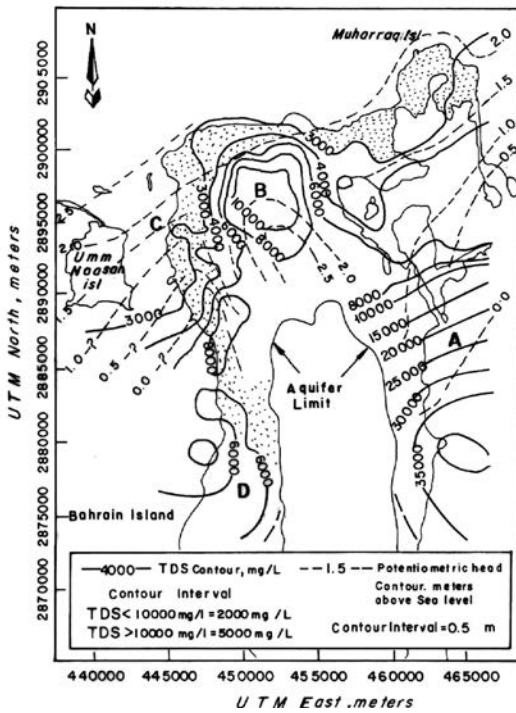 N
Muharraq Isl
2.0
1.5
1.0
0.5
0.0
2905000
2900000
2895000
2890000
2885000
2880000
2875000
2870000
UTM North, meters
3000
3000
4000
6000
4000
6000
10000
8000
B
C
2.5
2.0
1.5
Umm
Naasan
isl
2.0
2.5
3000
1.0 -?
0.5 -?
0.0 -?
8000
10000
15000
20000
25000
30000
35000
A
Aquifer
Limit
6000
6000
D
Bahrain Island
4000 TDS Contour, mg/L
Contour Interval
TDS< 10000 mg/l = 2000 mg/L
TDS >10000 mg/l = 5000 mg/L
1.5 Potentiometric head
Contour. meters
above Sea level
Contour Interval = 0.5 m
440000 445000 450000 455000 460000 465000
UTM East, meters